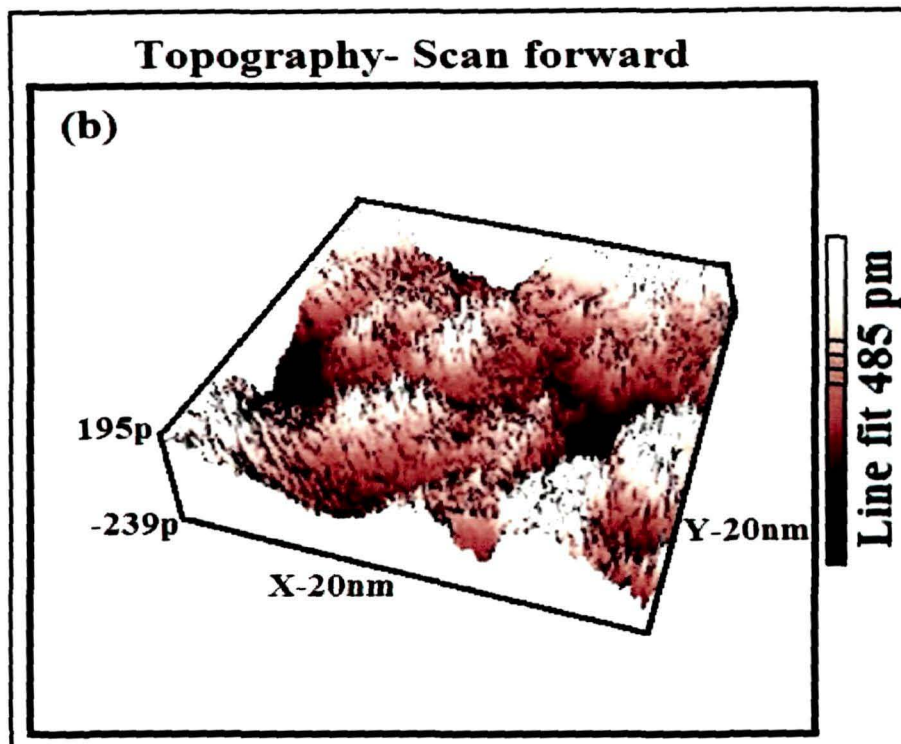 Topography- Scan forward
(b)
195p
-239p
X-20nm
Y-20nm
Line fit 485 pm